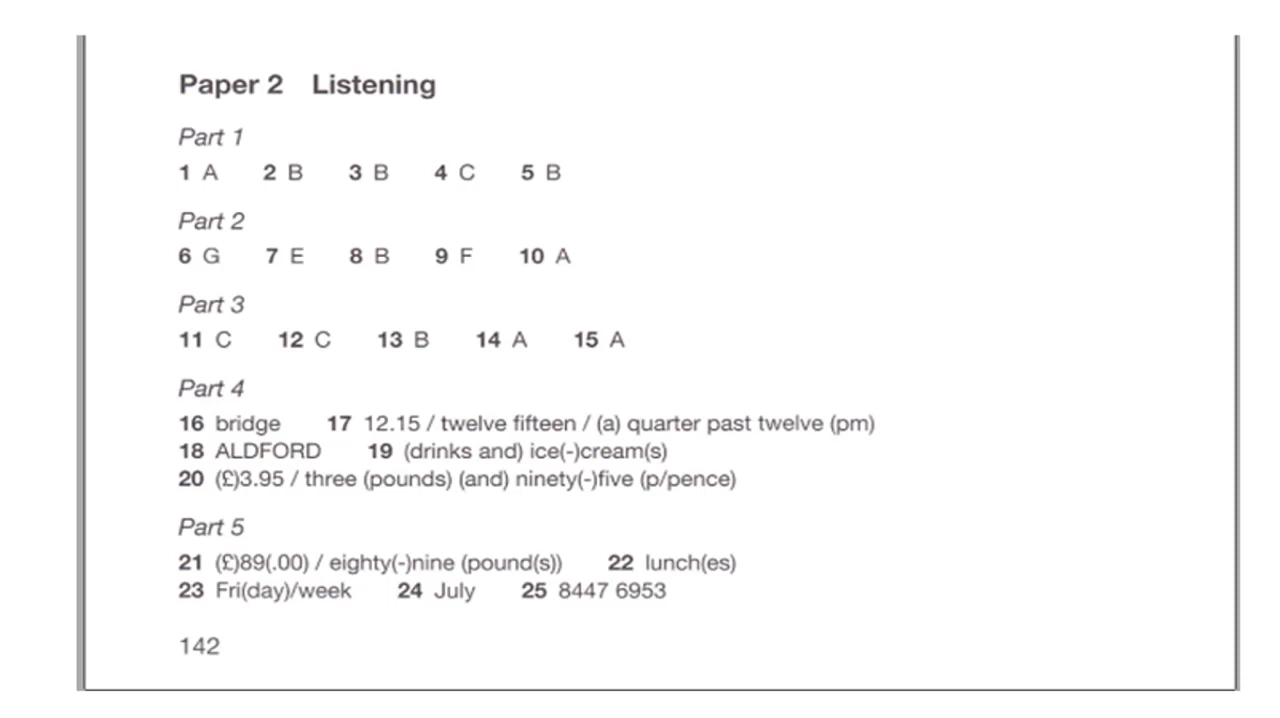 Paper 2 Listening
Part 1
1 A 2 B 3 B 4 C 5 B
Part 2
6 G 7 E 8 B 9 F 10 A
Part 3
11 C 12 C 13 B 14 A 15 A
Part 4
16 bridge 17 12.15 / twelve fifteen / (a) quarter past twelve (pm)
18 ALDFORD 19 (drinks and) ice(-)cream(s)
20 (£)3.95 / three (pounds) (and) ninety(-)five (p/pence)
Part 5
21 (£)89(.00) / eighty(-)nine (pound(s)) 22 lunch(es)
23 Fri(day)/week 24 July 25 8447 6953
142